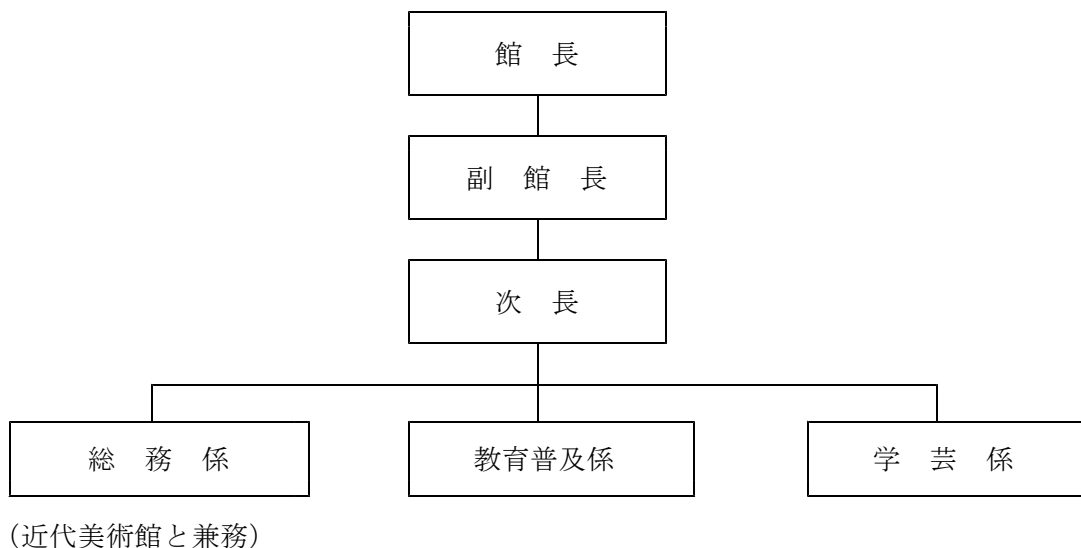 館　長
副　館　長
次　長
総　務　係
教育普及係
学　芸　係
(近代美術館と兼務)